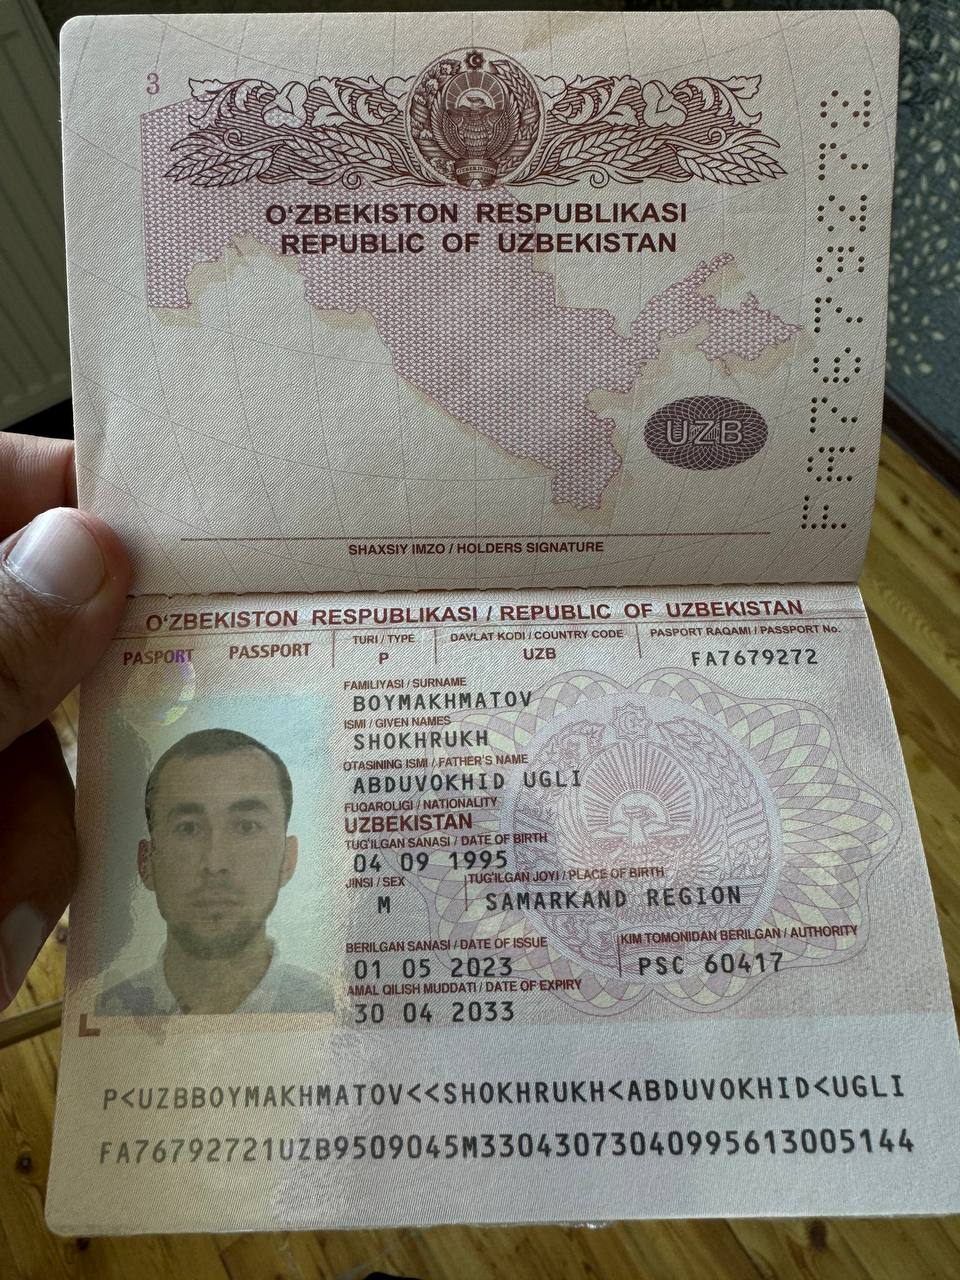 3
O‘ZBEKISTON RESPUBLIKASI
REPUBLIC OF UZBEKISTAN
UZB
FA7679272
SHAXSIY IMZO / HOLDERS SIGNATURE
O‘ZBEKISTON RESPUBLIKASI / REPUBLIC OF UZBEKISTAN
PASPORT PASSPORT
TURI / TYPE
P
DAVLAT KODI / COUNTRY CODE
UZB
PASPORT RAQAMI / PASSPORT No.
FA7679272
FAMILIYASI / SURNAME
BOYMAKHMATOV
ISMI / GIVEN NAMES
SHOKHRUKH
OTASINING ISMI / FATHER'S NAME
ABDUVOKHID UGLI
FUQAROLIGI / NATIONALITY
UZBEKISTAN
TUG'ILGAN SANASI / DATE OF BIRTH
04 09 1995
JINSI / SEX
M
TUG'ILGAN JOYI / PLACE OF BIRTH
SAMARKAND REGION
BERILGAN SANASI / DATE OF ISSUE
01 05 2023
KIM TOMONIDAN BERILGAN / AUTHORITY
PSC 60417
AMAL QILISH MUDDATI / DATE OF EXPIRY
30 04 2033
P<UZBBOYMAKHMATOV<<SHOKHRUKH<ABDUVOKHID<UGLI
FA76792721UZB9509045M33043073040995613005144